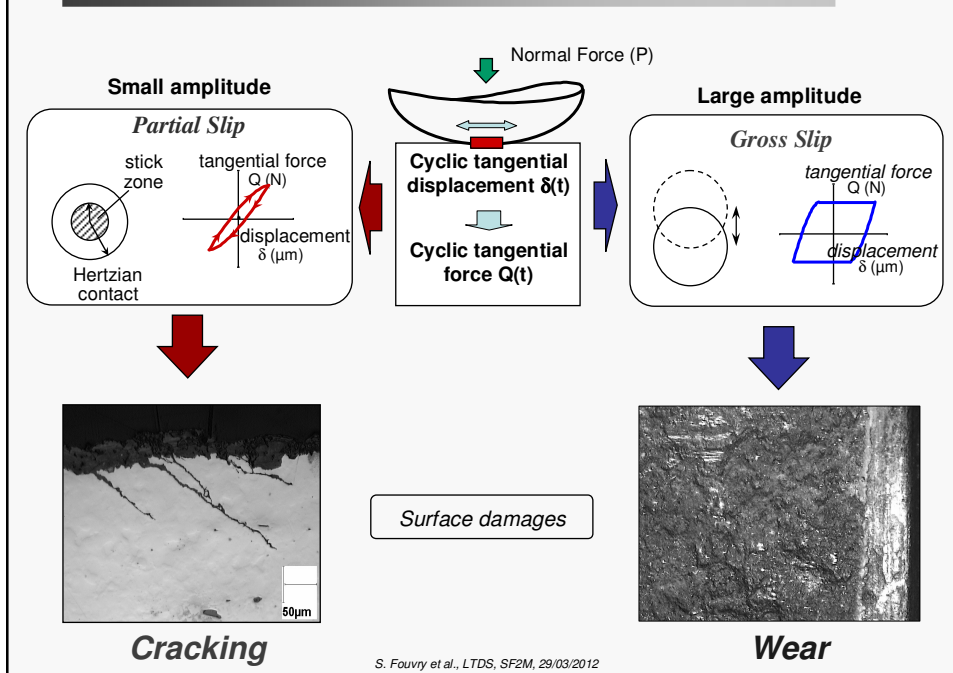 Normal Force (P)
Small amplitude
Partial Slip
stick
zone
tangential force
Q (N)
displacement
δ (µm)
Hertzian
contact
Cyclic tangential
displacement δ(t)
Cyclic tangential
force Q(t)
Large amplitude
Gross Slip
tangential force
Q (N)
displacement
δ (µm)
50µm
Surface damages
Cracking
Wear
S. Fouvry et al., LTDS, SF2M, 29/03/2012